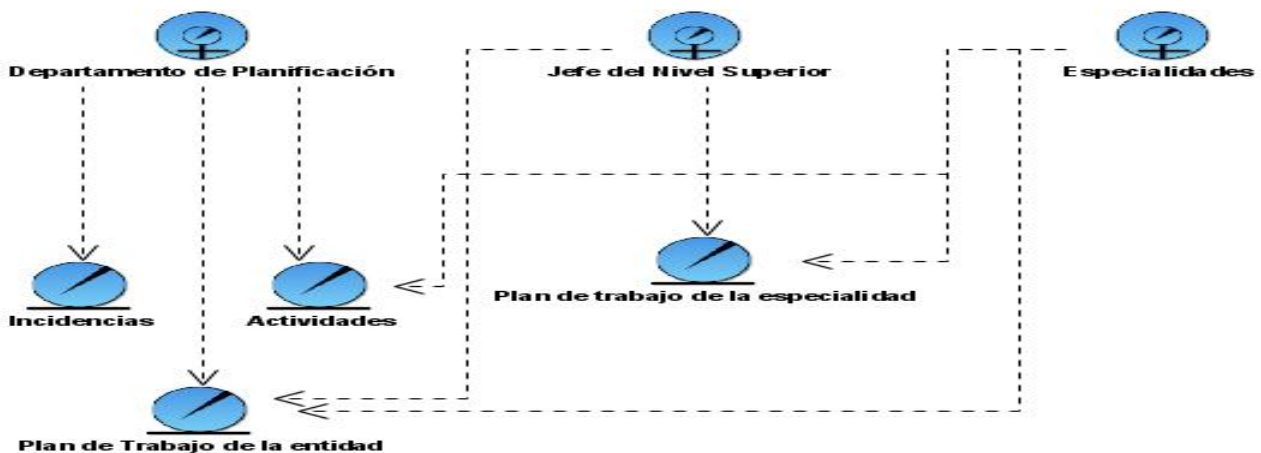 Departamento de Planificación
Jefe del Nivel Superior
Especialidades
Plan de trabajo de la especialidad
Incidencias
Actividades
Plan de Trabajo de la entidad